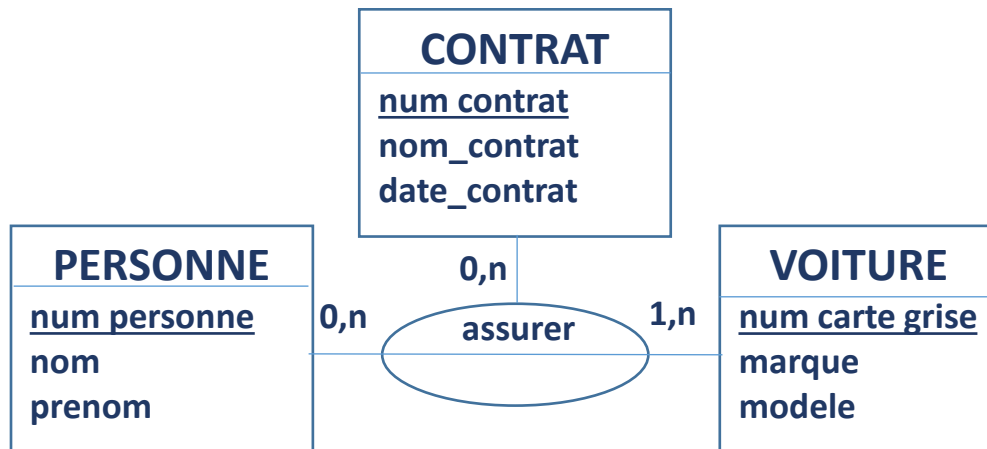 CONTRAT
num contrat
nom_contrat
date_contrat
PERSONNE
num personne
nom
prenom
0,n
0,n
assurer
1,n
VOITURE
num carte grise
marque
modele